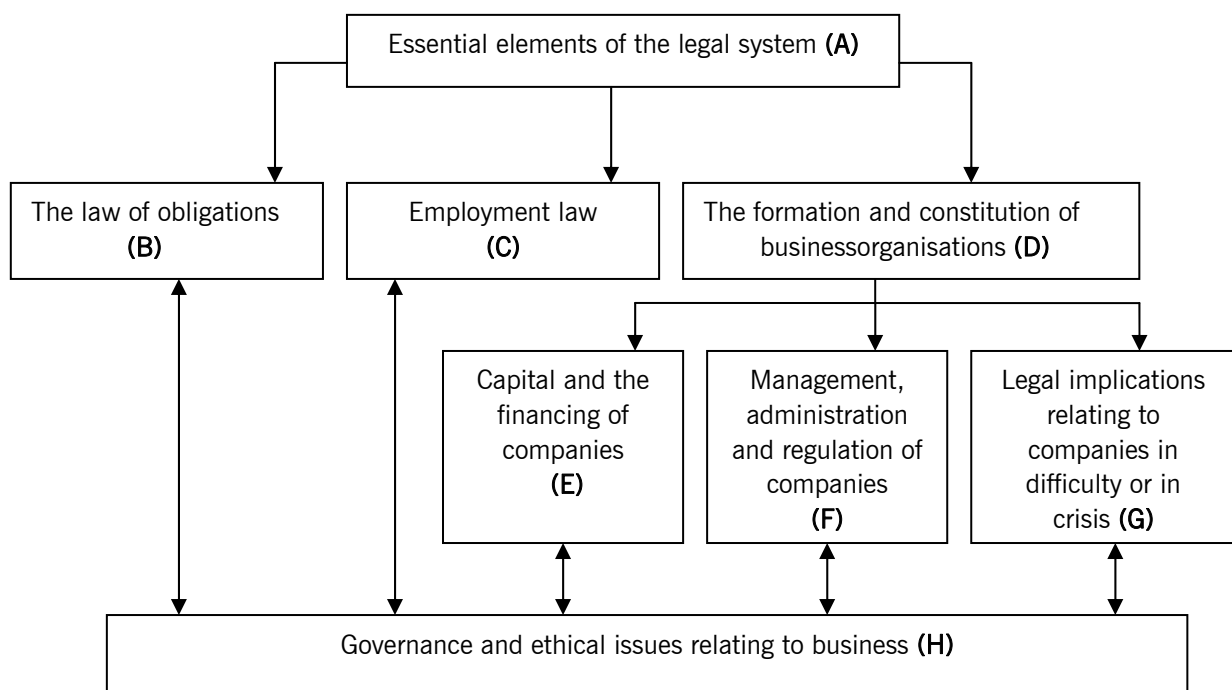 Essential elements of the legal system (A)
The law of obligations
(B)
Employment law
(C)
The formation and constitution of
businessorganisations (D)
Capital and the
financing of
companies
(E)
Management,
administration
and regulation of
companies
(F)
Legal implications
relating to
companies in
difficulty or in
crisis (G)
Governance and ethical issues relating to business (H)